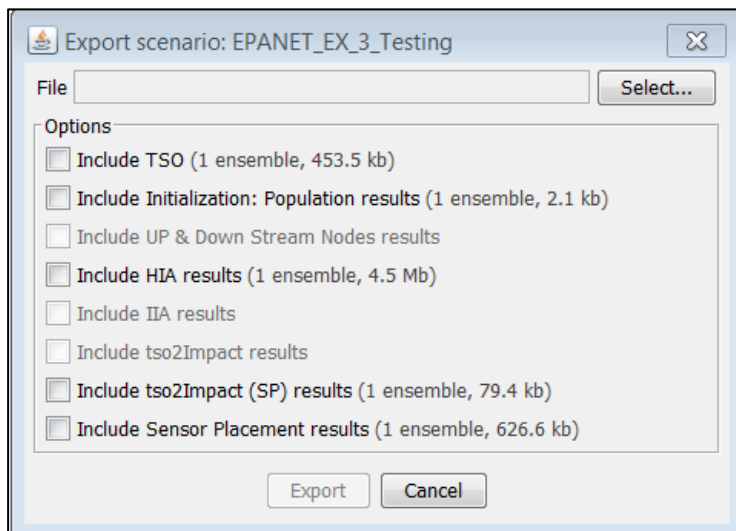 Export scenario: EPANET_EX_3_Testing
File Select...
Options
Include TSO (1 ensemble, 453.5 kb)
Include Initialization: Population results (1 ensemble, 2.1 kb)
Include UP & Down Stream Nodes results
Include HIA results (1 ensemble, 4.5 Mb)
Include IIA results
Include tso2Impact results
Include tso2Impact (SP) results (1 ensemble, 79.4 kb)
Include Sensor Placement results (1 ensemble, 626.6 kb)
Export Cancel